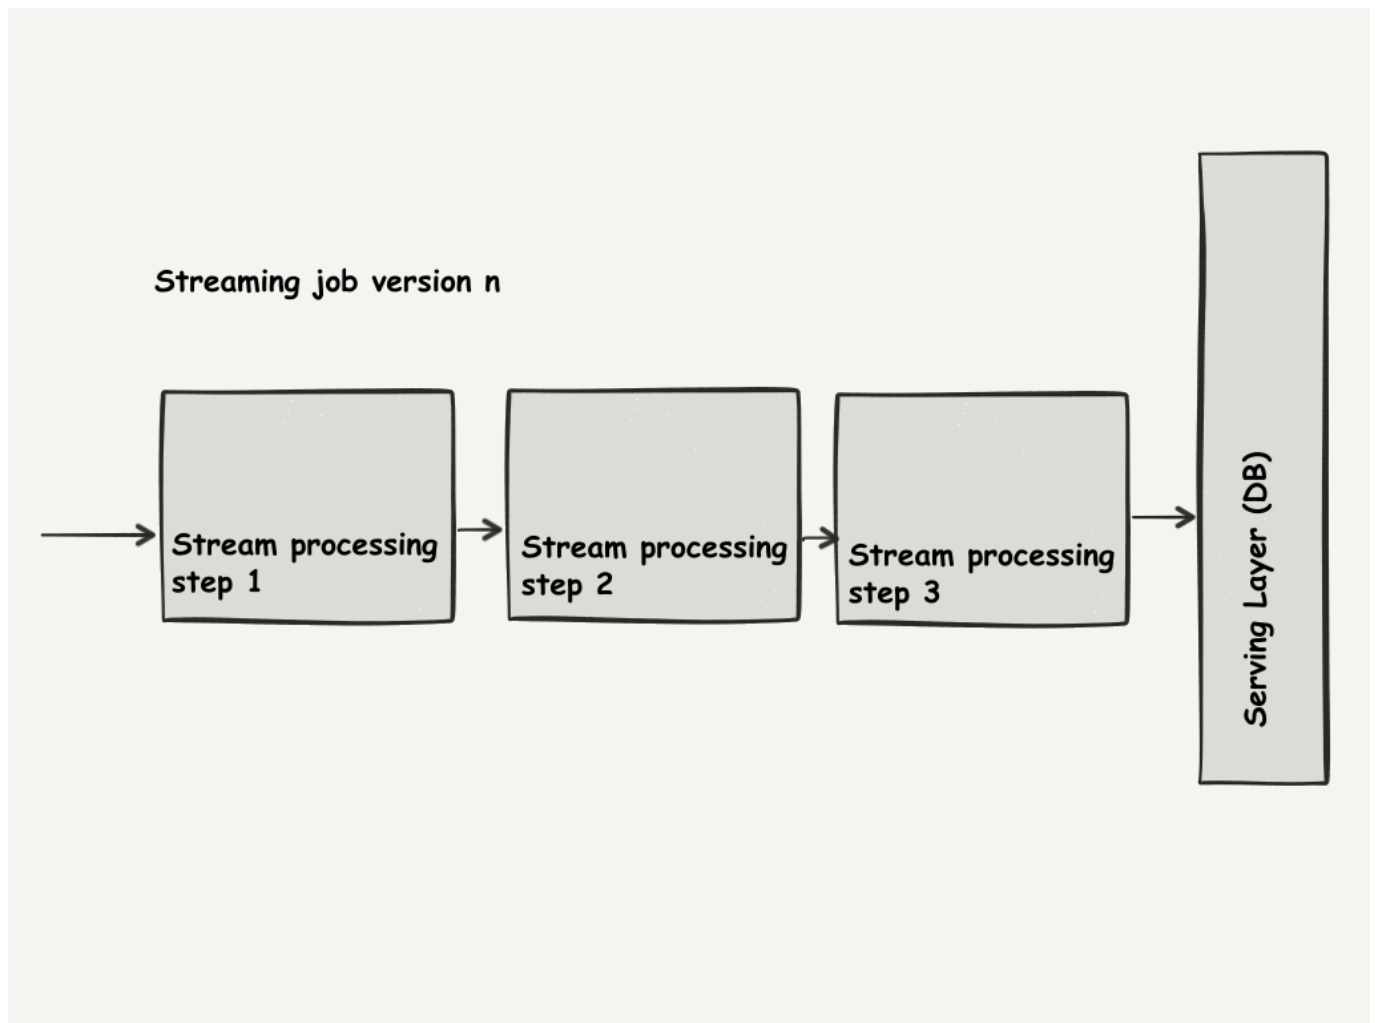 Streaming job version n
Stream processing
step 1
Stream processing
step 2
Stream processing
step 3
Serving Layer (DB)